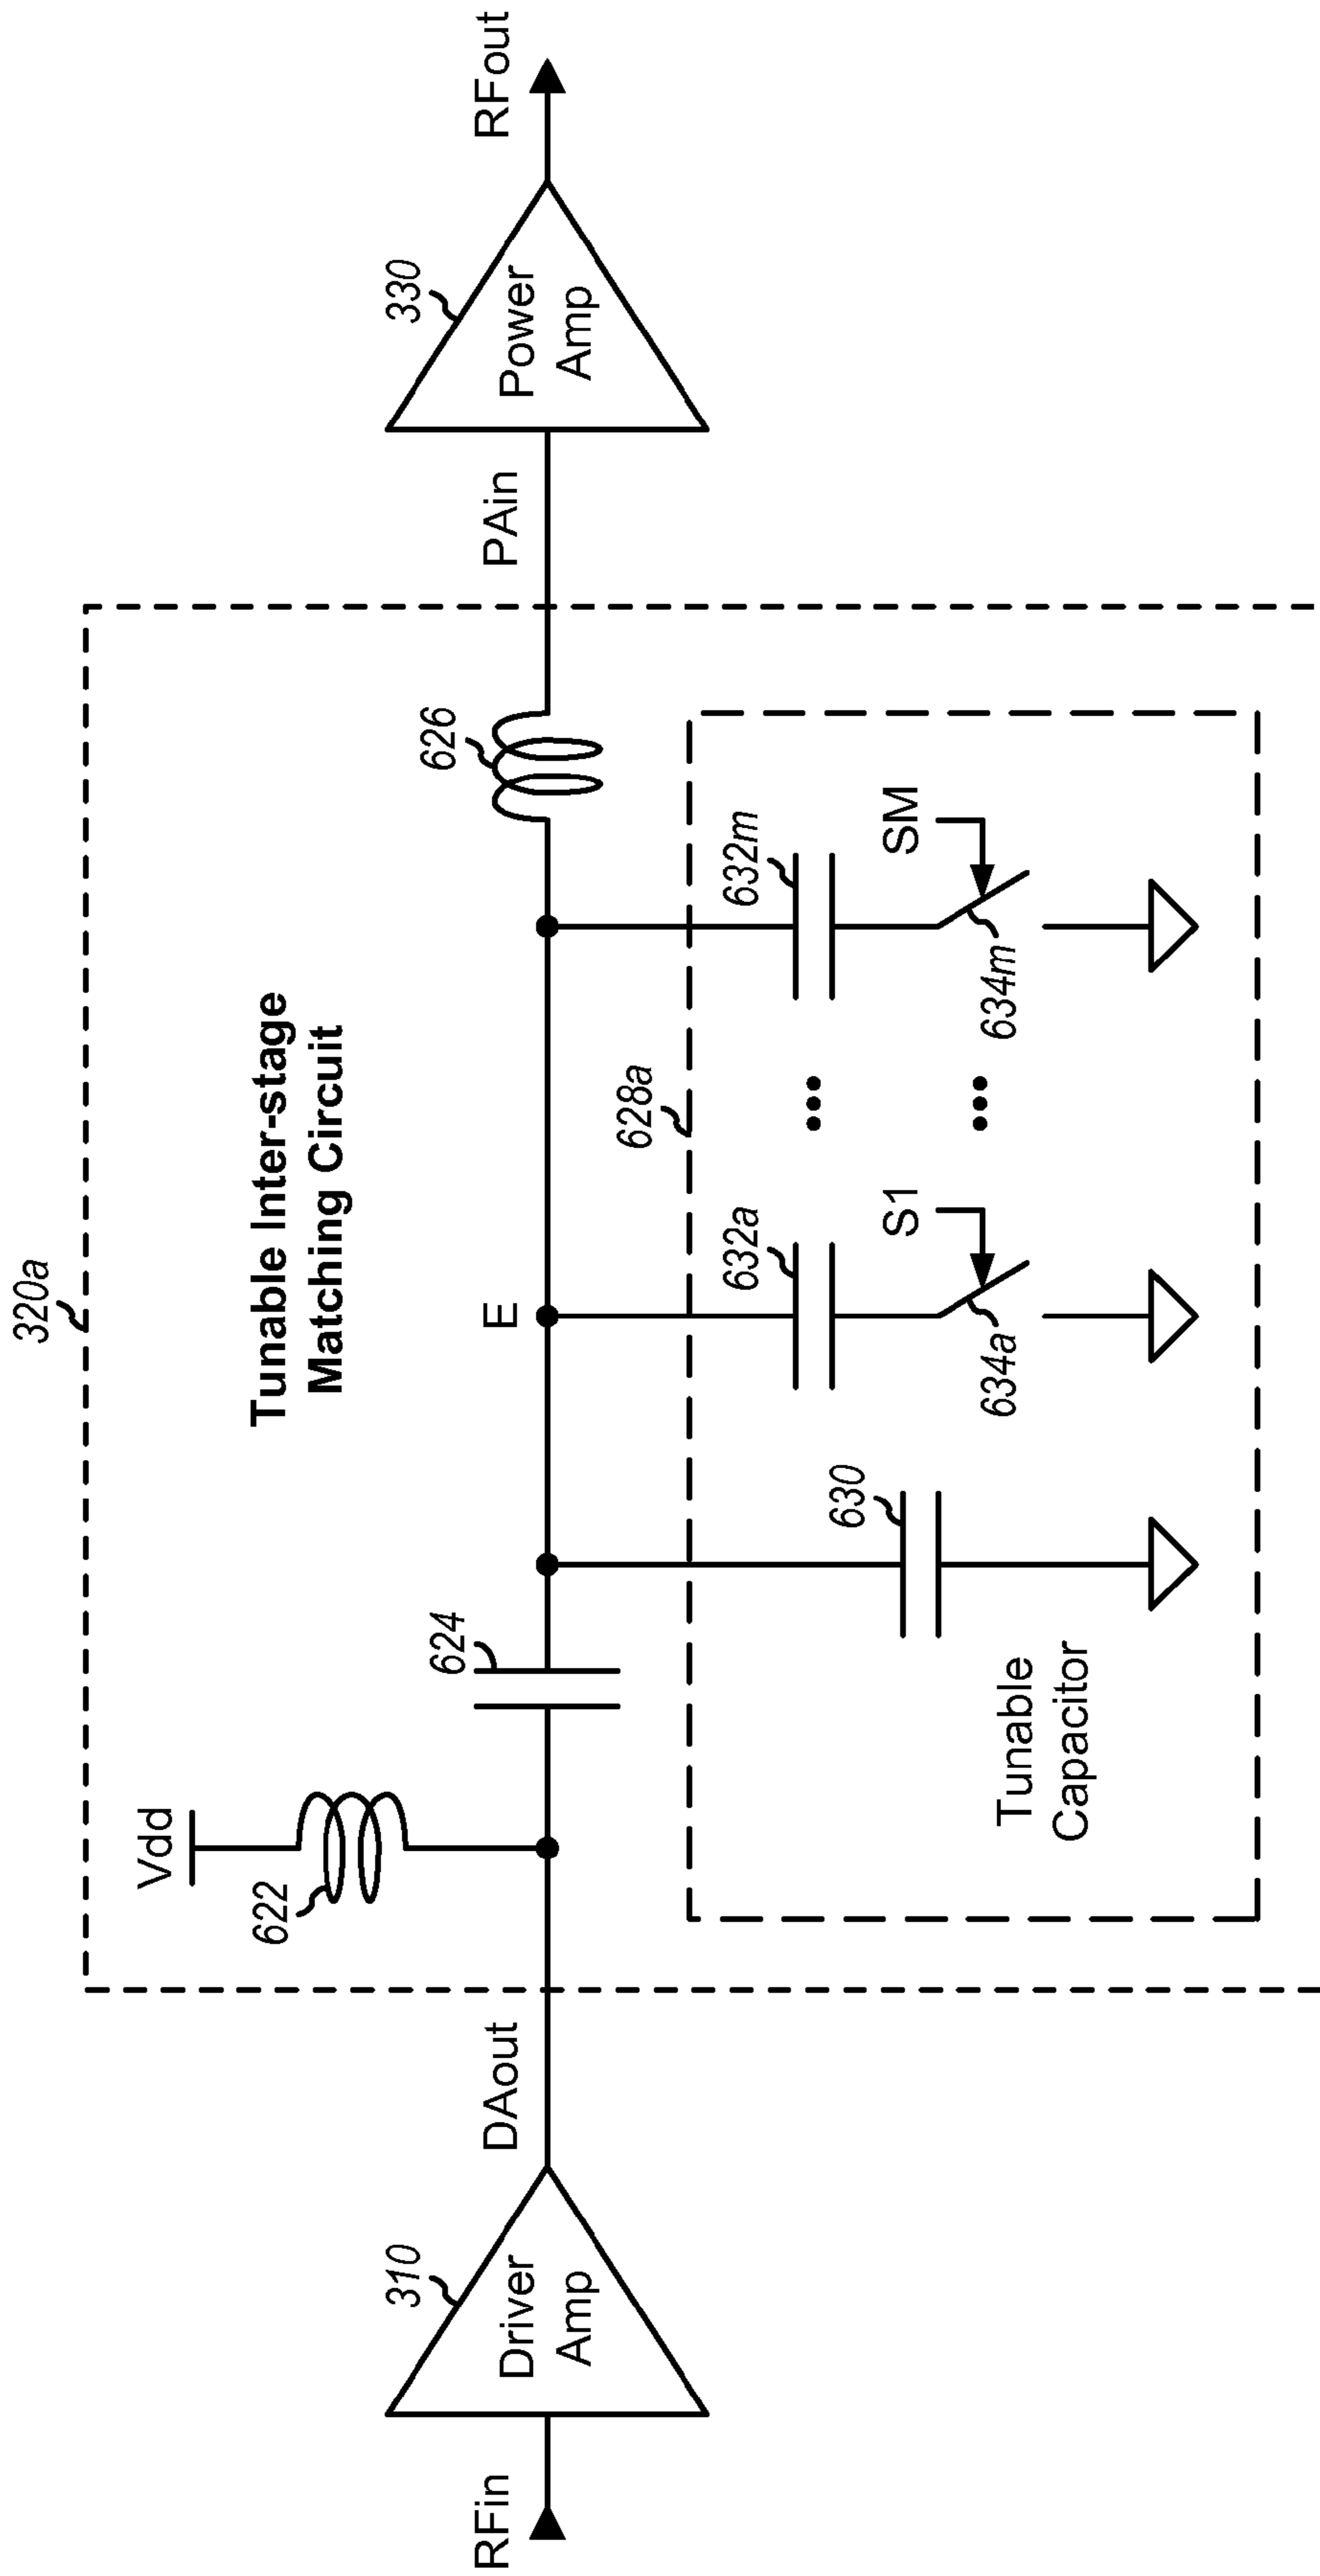 320a
Tunable Inter-stage
Matching Circuit
Vdd
622
624
E
626
310
Driver
Amp
330
Power
Amp
RFin
DAout
PAin
RFout
628a
630
632a
632m
S1
SM
634a
634m
•••
•••
Tunable
Capacitor